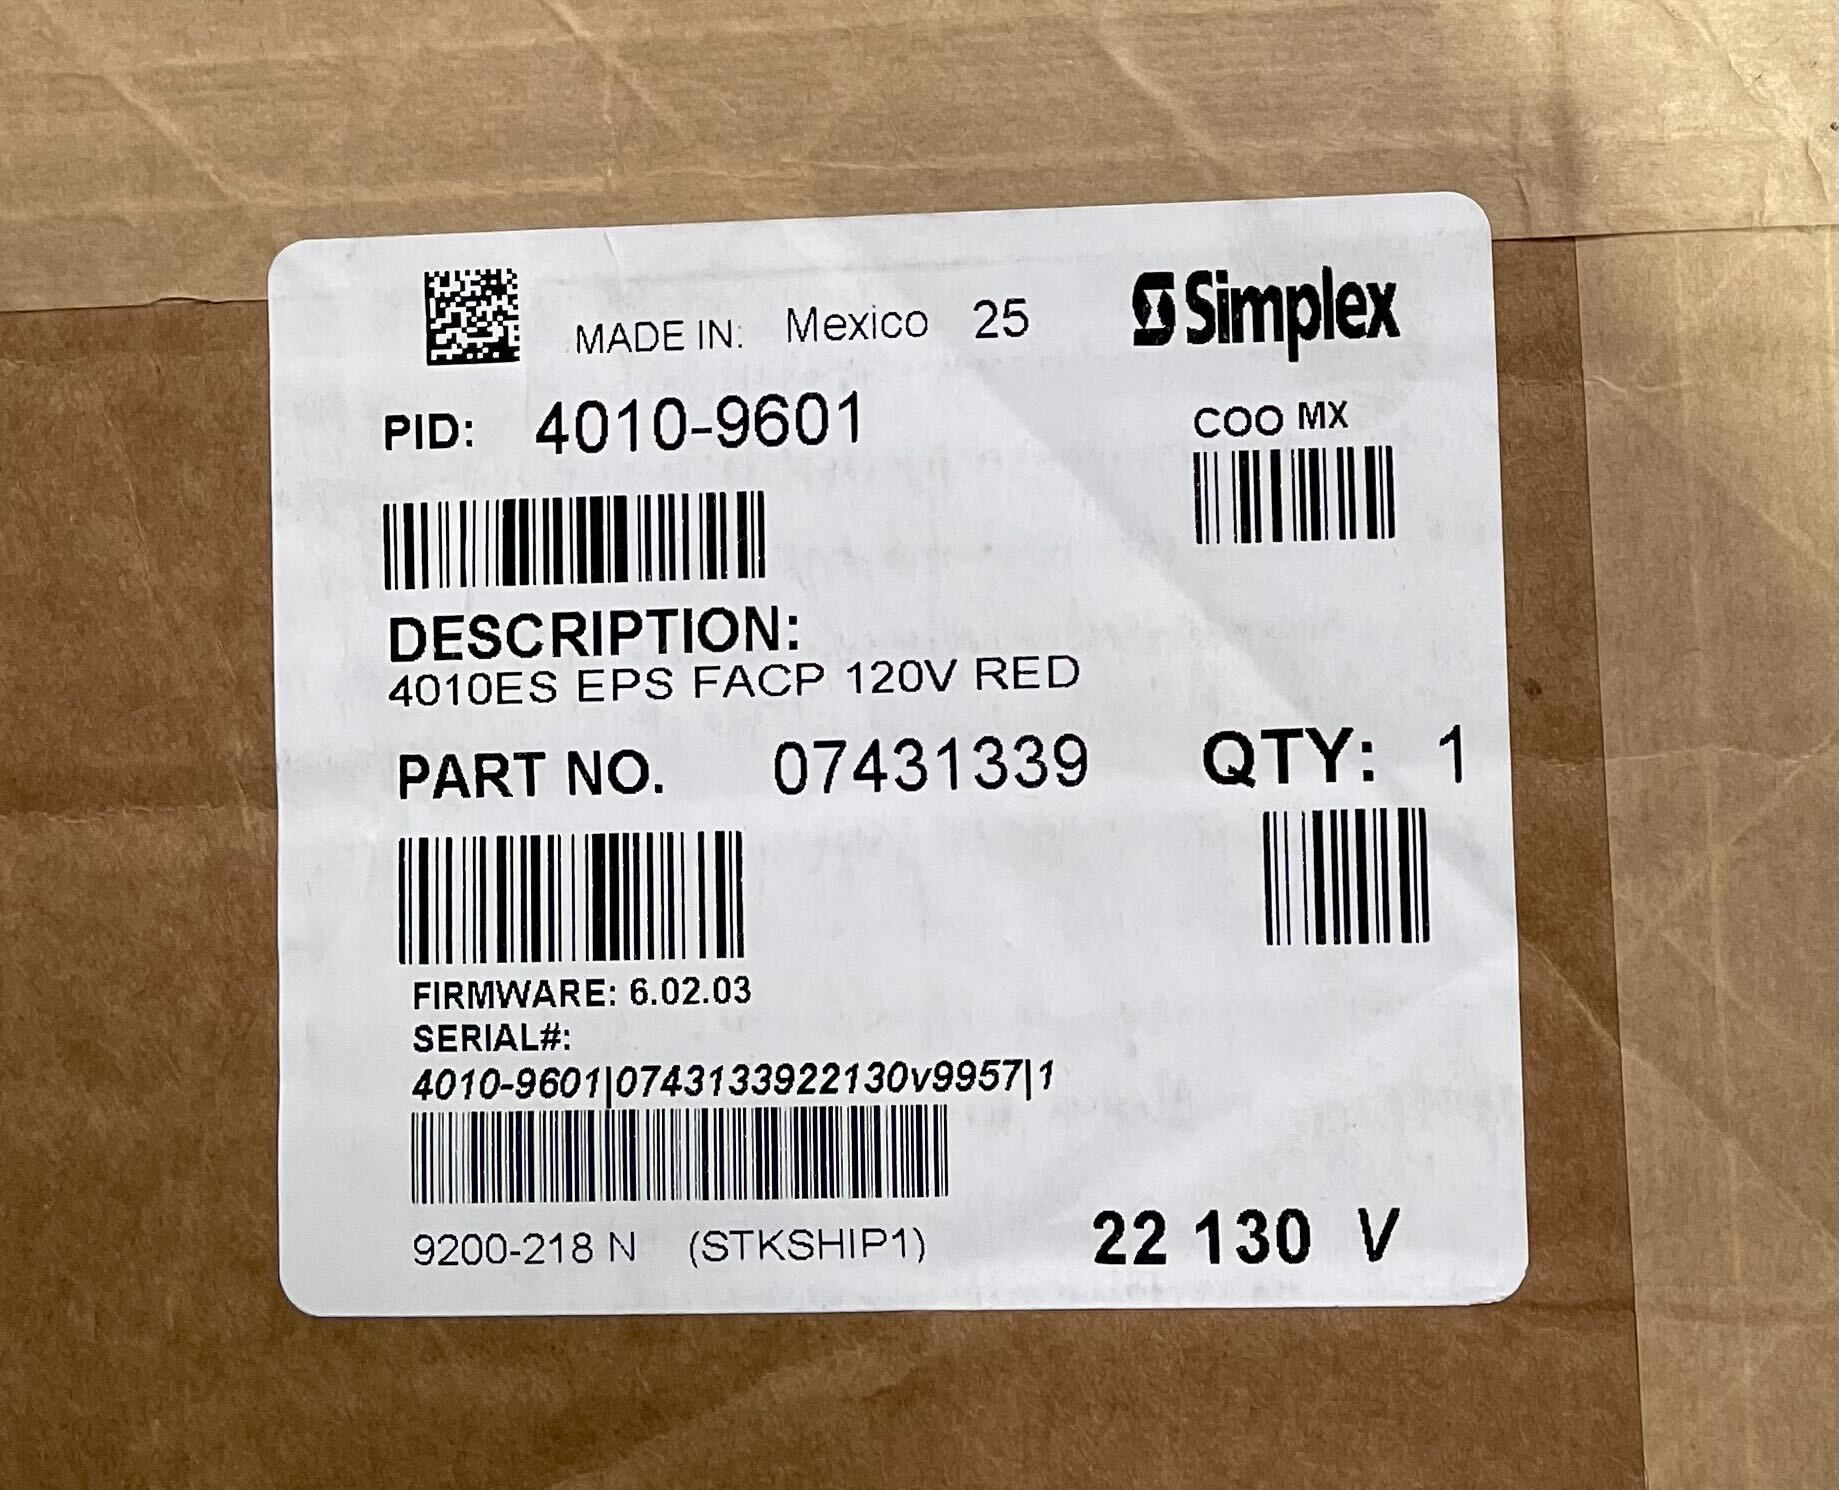 MADE IN: Mexico 25 Simplex
PID: 4010-9601
COO MX
DESCRIPTION:
4010ES EPS FACP 120V RED
PART NO. 07431339 QTY: 1
FIRMWARE: 6.02.03
SERIAL#:
4010-9601|0743133922130v9957|1
9200-218 N (STKSHIP1) 22 130 V